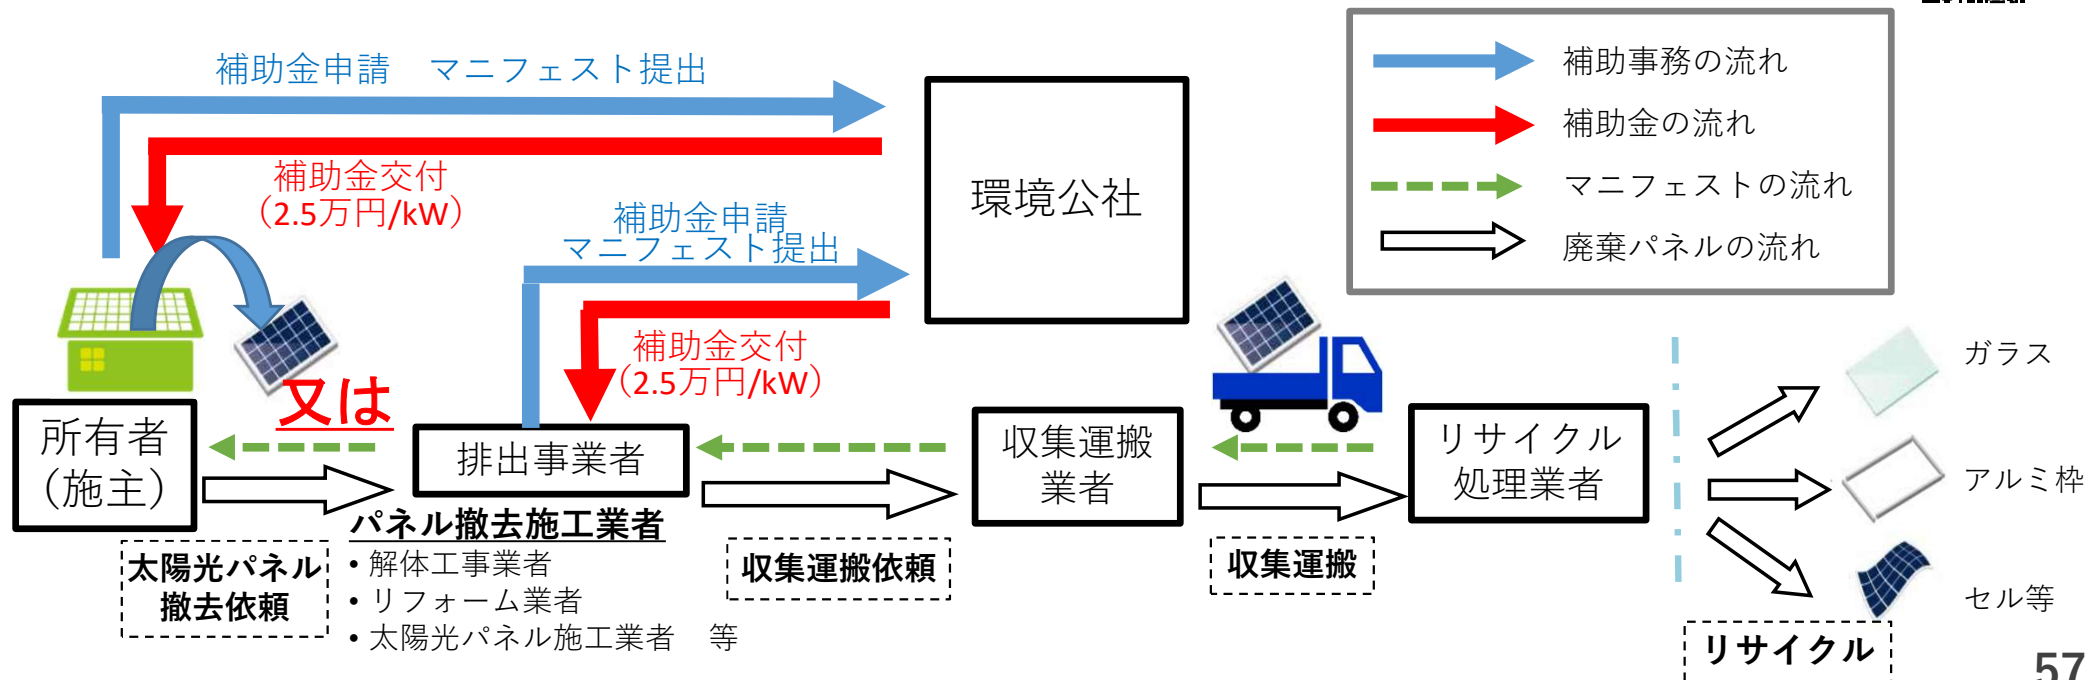 補助金申請　マニフェスト提出
補助金交付
（2.5万円/kW）
補助金申請
マニフェスト提出
補助金交付
（2.5万円/kW）
環境公社
補助事務の流れ
補助金の流れ
マニフェストの流れ
廃棄パネルの流れ
又は
所有者
（施主）
排出事業者
収集運搬
業者
リサイクル
処理業者
パネル撤去施工業者
• 解体工事業者
• リフォーム業者
• 太陽光パネル施工業者　等
太陽光パネル
撤去依頼
収集運搬依頼
収集運搬
ガラス
アルミ枠
セル等
リサイクル
57